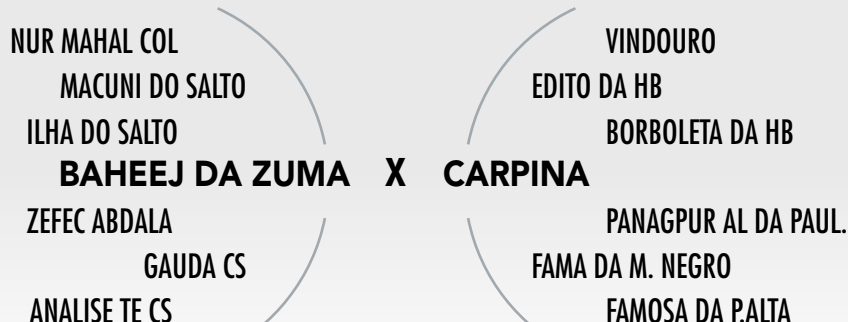 NUR MAHAL COL VINDOURO
MACUNI DO SALTO EDITO DA HB
ILHA DO SALTO BORBOLETA DA HB
BAHEEJ DA ZUMA X CARPINA
ZEFEC ABDALA PANAGPUR AL DA PAUL.
GAUDA CS FAMA DA M. NEGRO
ANALISE TE CS FAMOSA DA P.ALTA